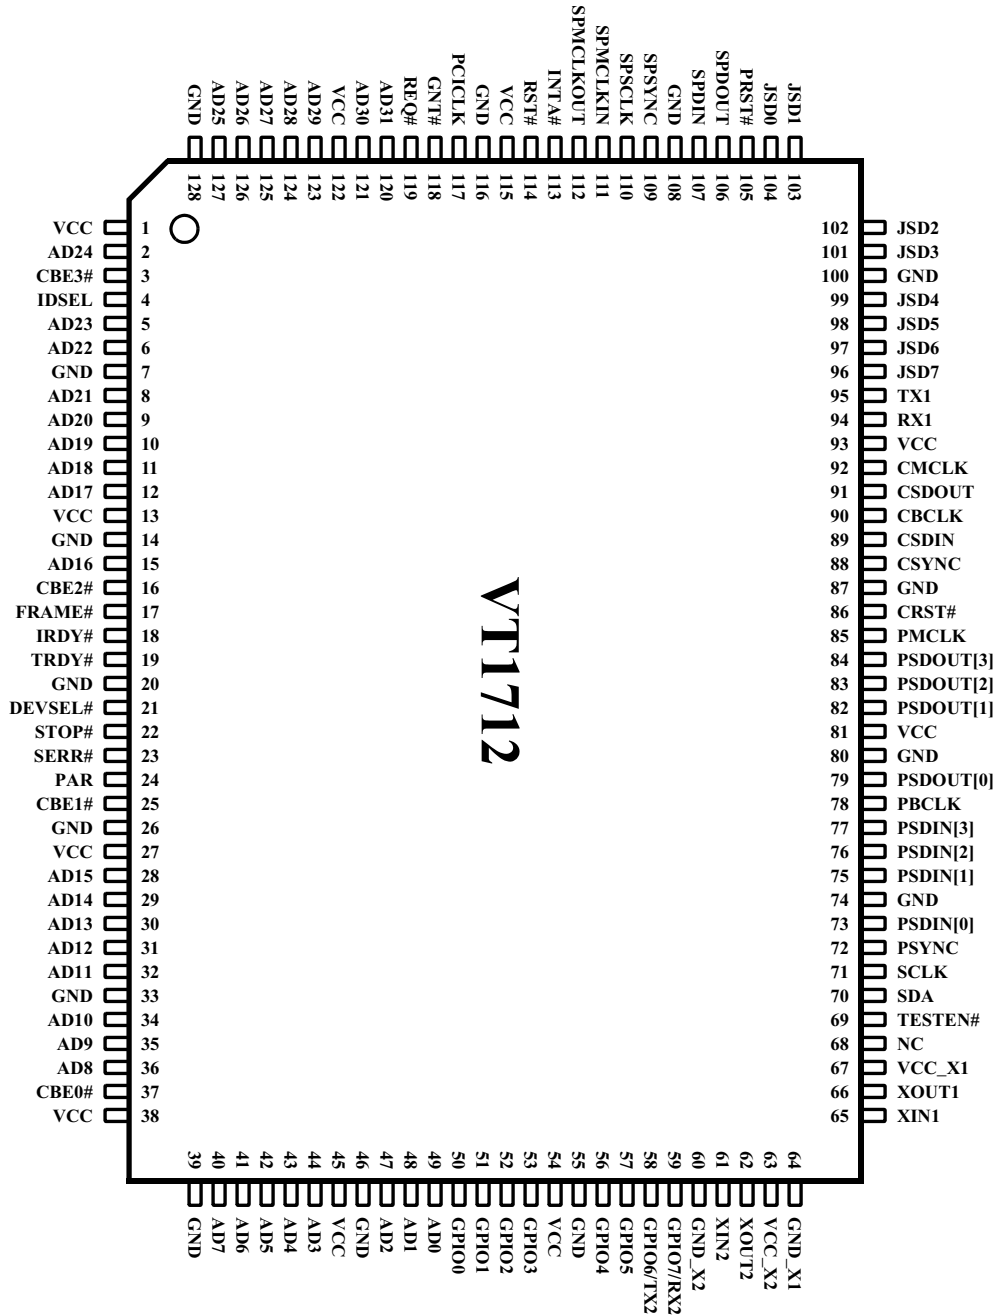 GND AD25 AD26 AD27 AD28 AD29 VCC AD30 AD31 REQ# GNT# PCICLK GND VCC RST# INTA# SPMCLKOUT SPMCLKIN SPSCLK SPSYNC GND SPDIN SPDOUT PRST# JSD0 JSD1
128 127 126 125 124 123 122 121 120 119 118 117 116 115 114 113 112 111 110 109 108 107 106 105 104 103
VCC 1 102 JSD2
AD24 2 101 JSD3
CBE3# 3 100 GND
IDSEL 4 99 JSD4
AD23 5 98 JSD5
AD22 6 97 JSD6
GND 7 96 JSD7
AD21 8 95 TX1
AD20 9 94 RX1
AD19 10 93 VCC
AD18 11 92 CMCLK
AD17 12 91 CSDOUT
VCC 13 90 CBCLK
GND 14 89 CSDIN
AD16 15 88 CSYNC
CBE2# 16 87 GND
FRAME# 17 86 CRST#
IRDY# 18 85 PMCLK
TRDY# 19 84 PSDOUT[3]
GND 20 83 PSDOUT[2]
DEVSEL# 21 82 PSDOUT[1]
STOP# 22 81 VCC
SERR# 23 80 GND
PAR 24 79 PSDOUT[0]
CBE1# 25 78 PBCLK
GND 26 77 PSDIN[3]
VCC 27 76 PSDIN[2]
AD15 28 75 PSDIN[1]
AD14 29 74 GND
AD13 30 73 PSDIN[0]
AD12 31 72 PSYNC
AD11 32 71 SCLK
GND 33 70 SDA
AD10 34 69 TESTEN#
AD9 35 68 NC
AD8 36 67 VCC_X1
CBE0# 37 66 XOUT1
VCC 38 65 XIN1
VT1712
39 40 41 42 43 44 45 46 47 48 49 50 51 52 53 54 55 56 57 58 59 60 61 62 63 64
GND AD7 AD6 AD5 AD4 AD3 VCC GND AD2 AD1 AD0 GPIO0 GPIO1 GPIO2 GPIO3 VCC GND GPIO4 GPIO5 GPIO6/TX2 GPIO7/RX2 GND_X2 XIN2 XOUT2 VCC_X2 GND_X1